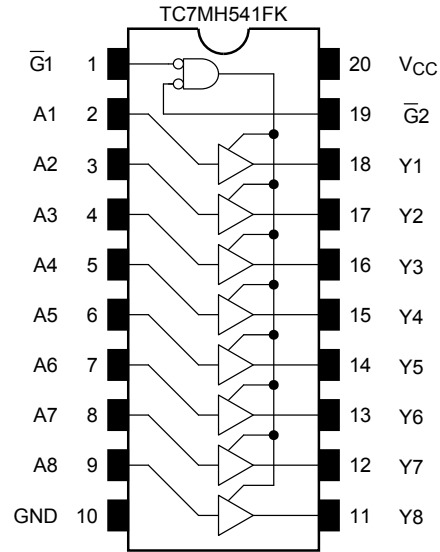 TC7MH541FK
G̅1 1 20 VCC
A1 2 19 G̅2
A2 3 18 Y1
A3 4 17 Y2
A4 5 16 Y3
A5 6 15 Y4
A6 7 14 Y5
A7 8 13 Y6
A8 9 12 Y7
GND 10 11 Y8